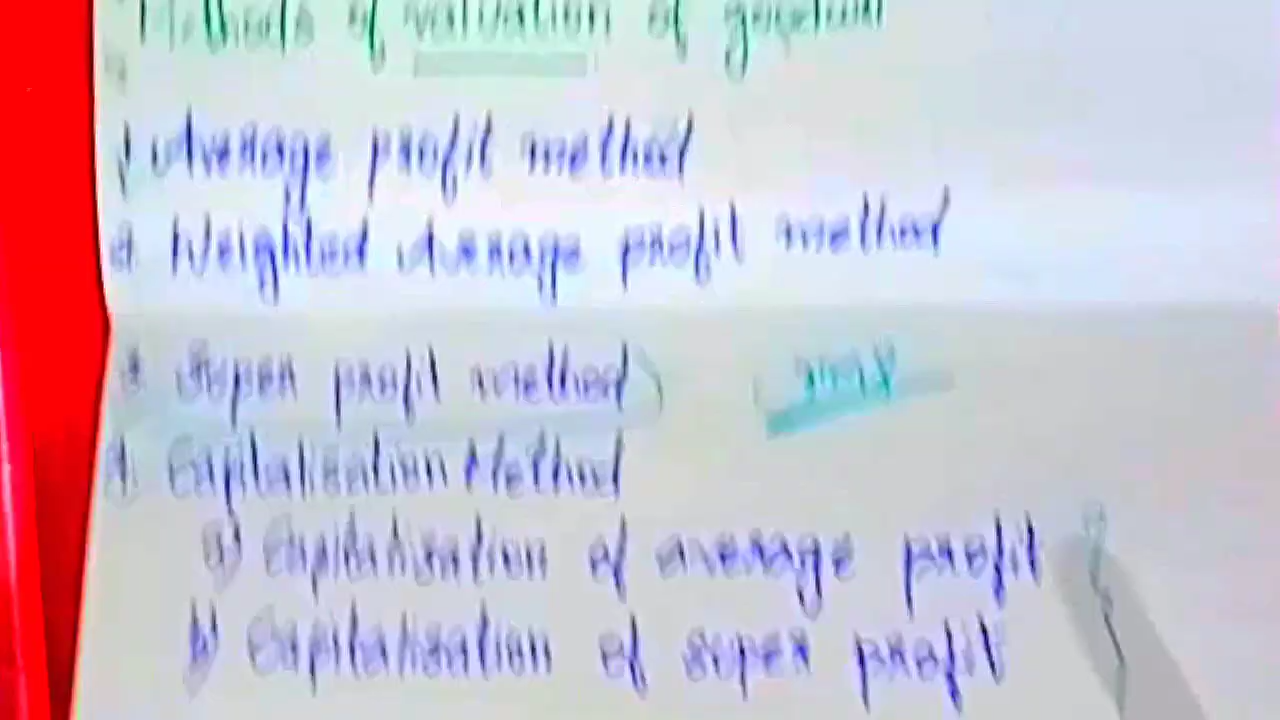 Methods of valuation of goodwill
1. Average profit method
2. Weighted Average profit method
3. Super profit method
4. Capitalisation Method
a) Capitalisation of average profit
b) Capitalisation of super profit